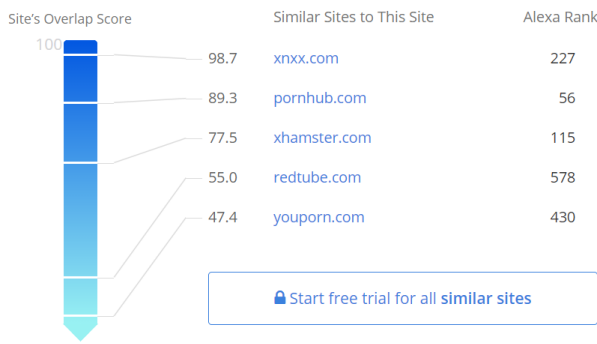 Site's Overlap Score Similar Sites to This Site Alexa Rank
100
98.7 xnxx.com 227
89.3 pornhub.com 56
77.5 xhamster.com 115
55.0 redtube.com 578
47.4 youporn.com 430
Start free trial for all similar sites